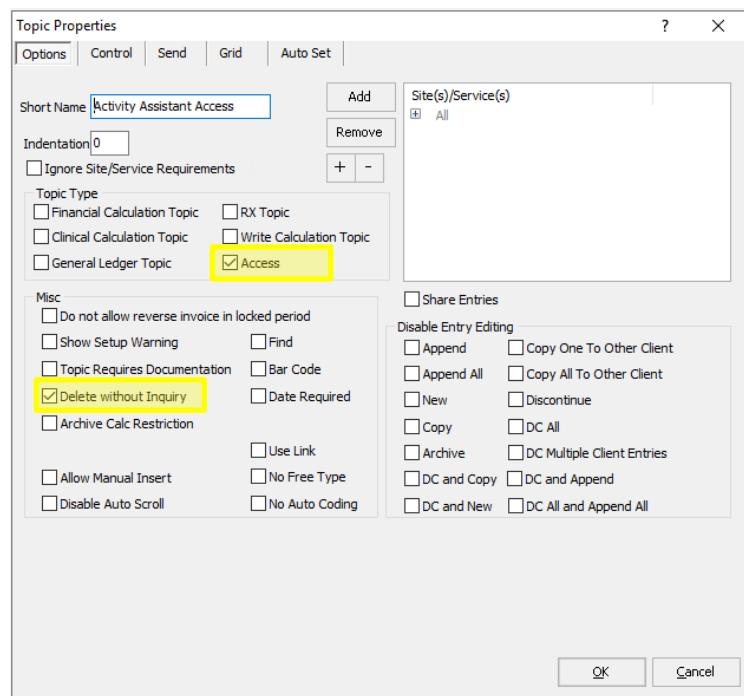 Topic Properties
? X
Options Control Send Grid Auto Set
Short Name Activity Assistant Access
Add
Remove
+ -
Indentation 0
Ignore Site/Service Requirements
Site(s)/Service(s)
All
Topic Type
Financial Calculation Topic RX Topic
Clinical Calculation Topic Write Calculation Topic
General Ledger Topic Access
Misc
Do not allow reverse invoice in locked period
Show Setup Warning Find
Topic Requires Documentation Bar Code
Delete without Inquiry Date Required
Archive Calc Restriction
Use Link
Allow Manual Insert No Free Type
Disable Auto Scroll No Auto Coding
Share Entries
Disable Entry Editing
Append Copy One To Other Client
Append All Copy All To Other Client
New Discontinue
Copy DC All
Archive DC Multiple Client Entries
DC and Copy DC and Append
DC and New DC All and Append All
OK Cancel